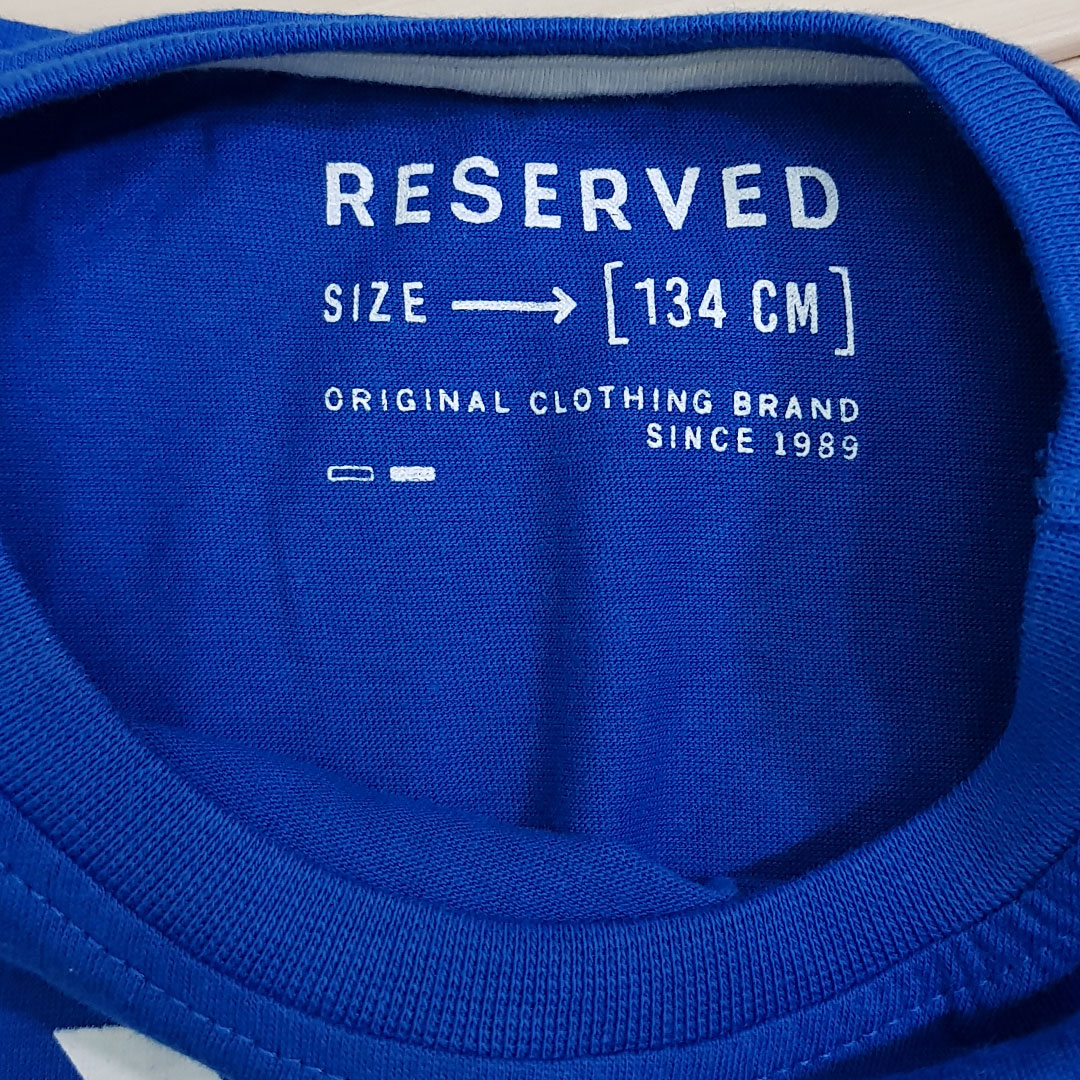 RESERVED
SIZE → [134 CM]
ORIGINAL CLOTHING BRAND
SINCE 1989